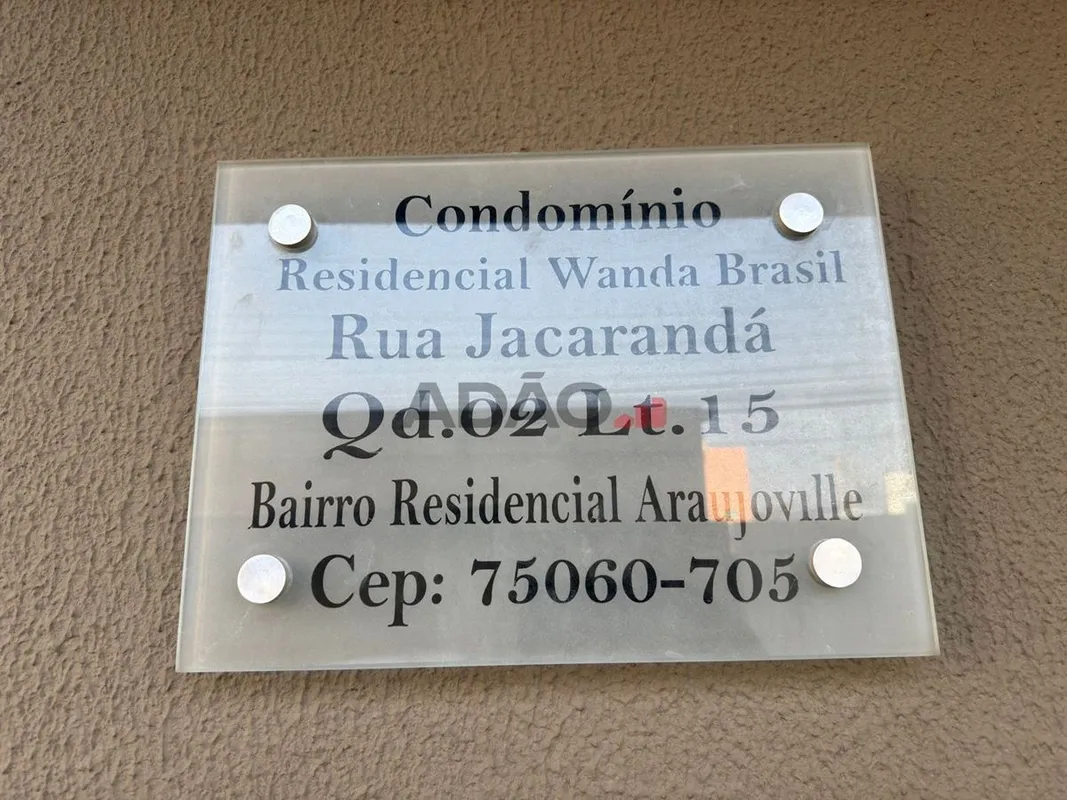 Condomínio
Residencial Wanda Brasil
Rua Jacarandá
ADÃO
Qd.02 Lt.15
Bairro Residencial Araujoville
Cep: 75060-705